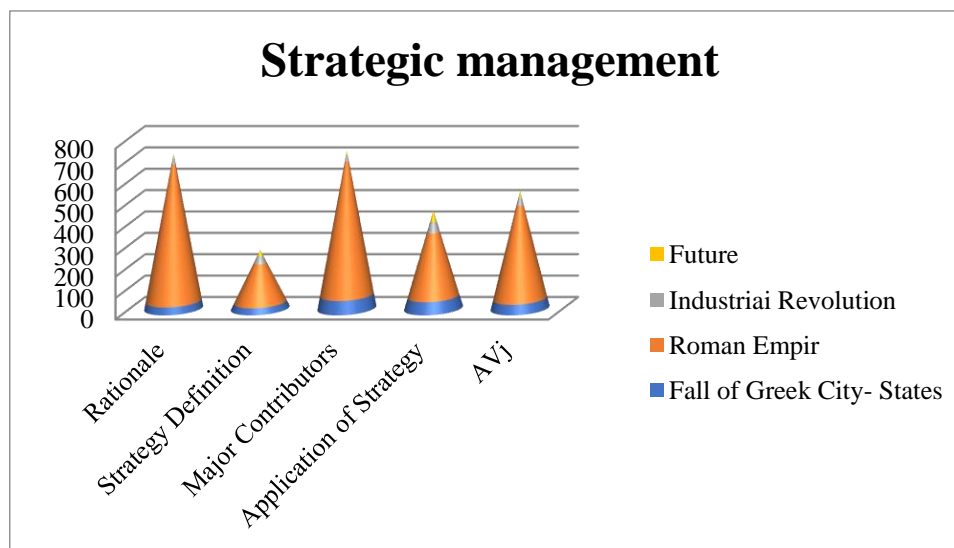 Strategic management
800
700
600
500
400
300
200
100
0
Rationale
Strategy Definition
Major Contributors
Application of Strategy
AVj
Future
Industriai Revolution
Roman Empir
Fall of Greek City- States